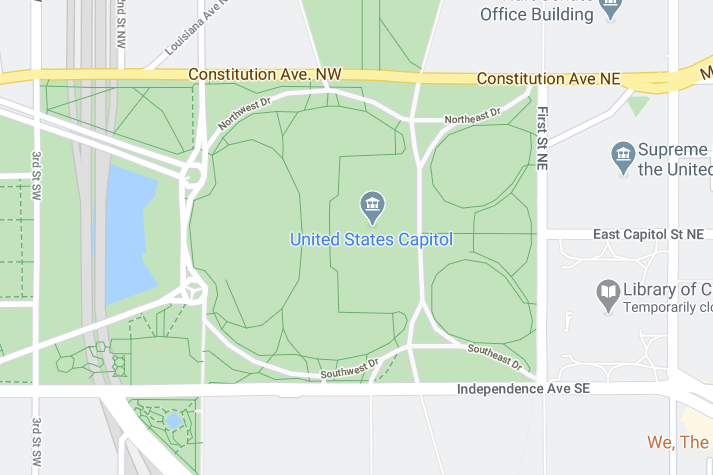 Office Building
2nd St NW
Louisiana Ave N
Constitution Ave. NW
Constitution Ave NE
M
Northwest Dr
Northeast Dr
First St NE
3rd St SW
Supreme
the United
United States Capitol
East Capitol St NE
Library of C
Temporarily clo
Southwest Dr
Southeast Dr
Independence Ave SE
3rd St SW
We, The